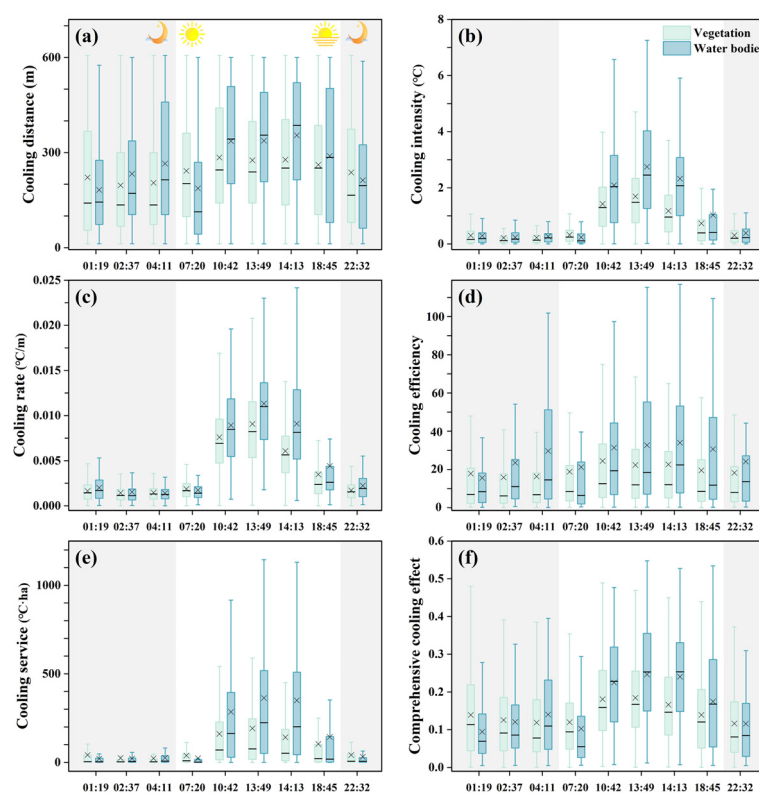 (a)
Cooling distance (m)
600
300
0
01:19 02:37 04:11 07:20 10:42 13:49 14:13 18:45 22:32
(b)
Vegetation
Water bodies
Cooling intensity (°C)
8
6
4
2
0
01:19 02:37 04:11 07:20 10:42 13:49 14:13 18:45 22:32
(c)
Cooling rate (°C/m)
0.025
0.020
0.015
0.010
0.005
0.000
01:19 02:37 04:11 07:20 10:42 13:49 14:13 18:45 22:32
(d)
Cooling efficiency
100
80
60
40
20
0
01:19 02:37 04:11 07:20 10:42 13:49 14:13 18:45 22:32
(e)
Cooling service (°C·ha)
1000
500
0
01:19 02:37 04:11 07:20 10:42 13:49 14:13 18:45 22:32
(f)
Comprehensive cooling effect
0.6
0.5
0.4
0.3
0.2
0.1
0.0
01:19 02:37 04:11 07:20 10:42 13:49 14:13 18:45 22:32